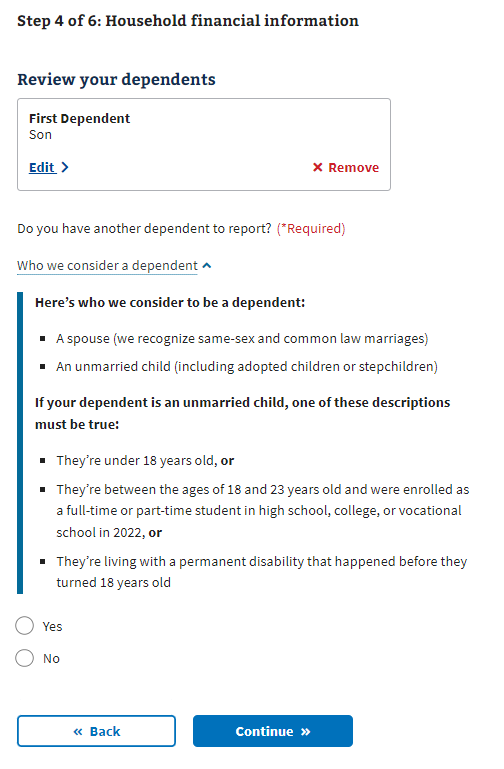 Step 4 of 6: Household financial information
Review your dependents
First Dependent
Son
Edit
Remove
Do you have another dependent to report? (*Required)
Who we consider a dependent
Here’s who we consider to be a dependent:
A spouse (we recognize same-sex and common law marriages)
An unmarried child (including adopted children or stepchildren)
If your dependent is an unmarried child, one of these descriptions
must be true:
They’re under 18 years old, or
They’re between the ages of 18 and 23 years old and were enrolled as
a full-time or part-time student in high school, college, or vocational
school in 2022, or
They’re living with a permanent disability that happened before they
turned 18 years old
Yes
No
« Back
Continue »